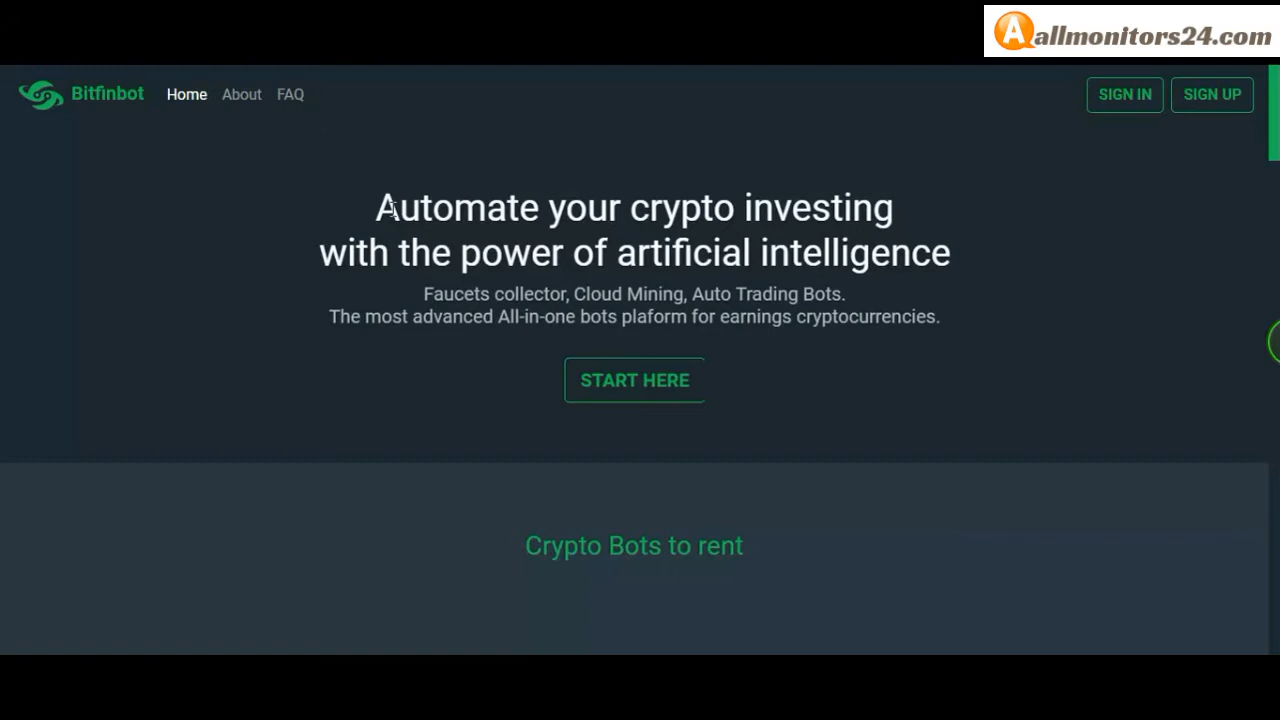 allmonitors24.com
Bitfinbot Home About FAQ SIGN IN SIGN UP
Automate your crypto investing
with the power of artificial intelligence
Faucets collector, Cloud Mining, Auto Trading Bots.
The most advanced All-in-one bots plaform for earnings cryptocurrencies.
START HERE
Crypto Bots to rent